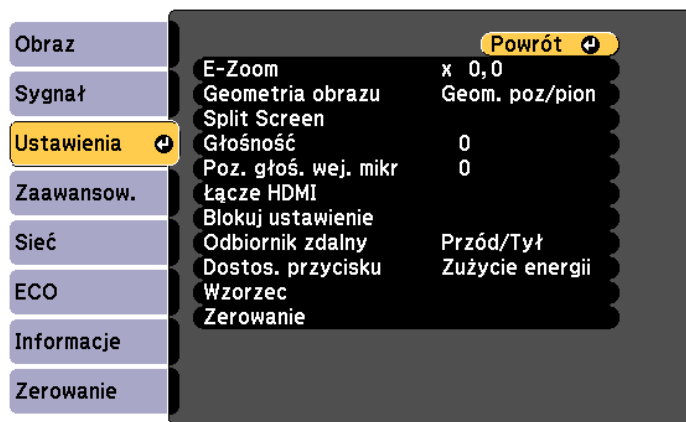 Obraz
Sygnał
Ustawienia
Zaawansow.
Sieć
ECO
Informacje
Zerowanie
Powrót
E-Zoom x 0,0
Geometria obrazu Geom. poz/pion
Split Screen
Głośność 0
Poz. głoś. wej. mikr 0
Łącze HDMI
Blokuj ustawienie
Odbiornik zdalny Przód/Tył
Dostos. przycisku Zużycie energii
Wzorzec
Zerowanie